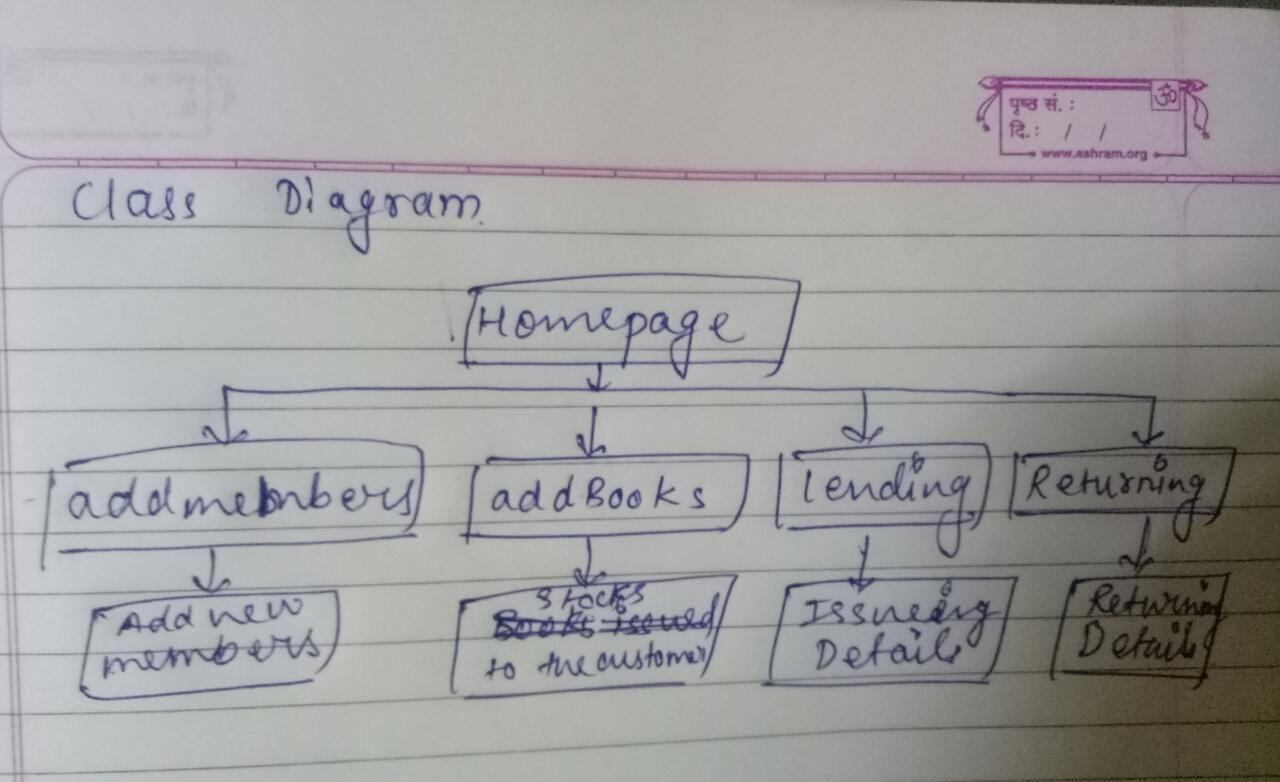 पृष्ठ सं. :
ॐ
दि.: / /
www.ashram.org
Class Diagram
Homepage
addmembers
addBooks
lending
Returning
Add new
members
Stocks
Books issued
to the customer
Issueing
Details
Returning
Details